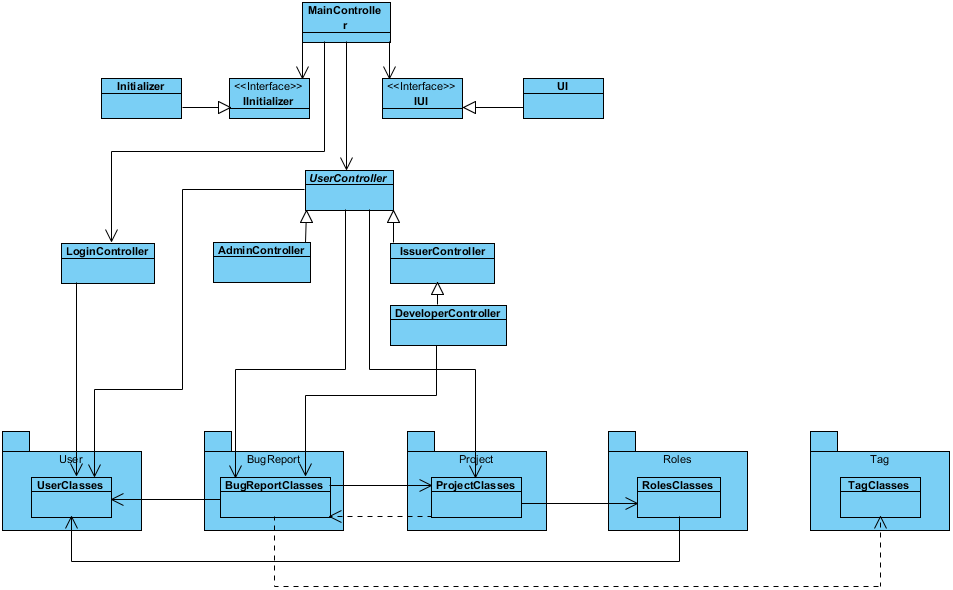 MainControlle
r
Initializer
<<Interface>>
IInitializer
<<Interface>>
IUI
UI
UserController
LoginController
AdminController
IssuerController
DeveloperController
User
BugReport
Project
Roles
Tag
UserClasses
BugReportClasses
ProjectClasses
RolesClasses
TagClasses